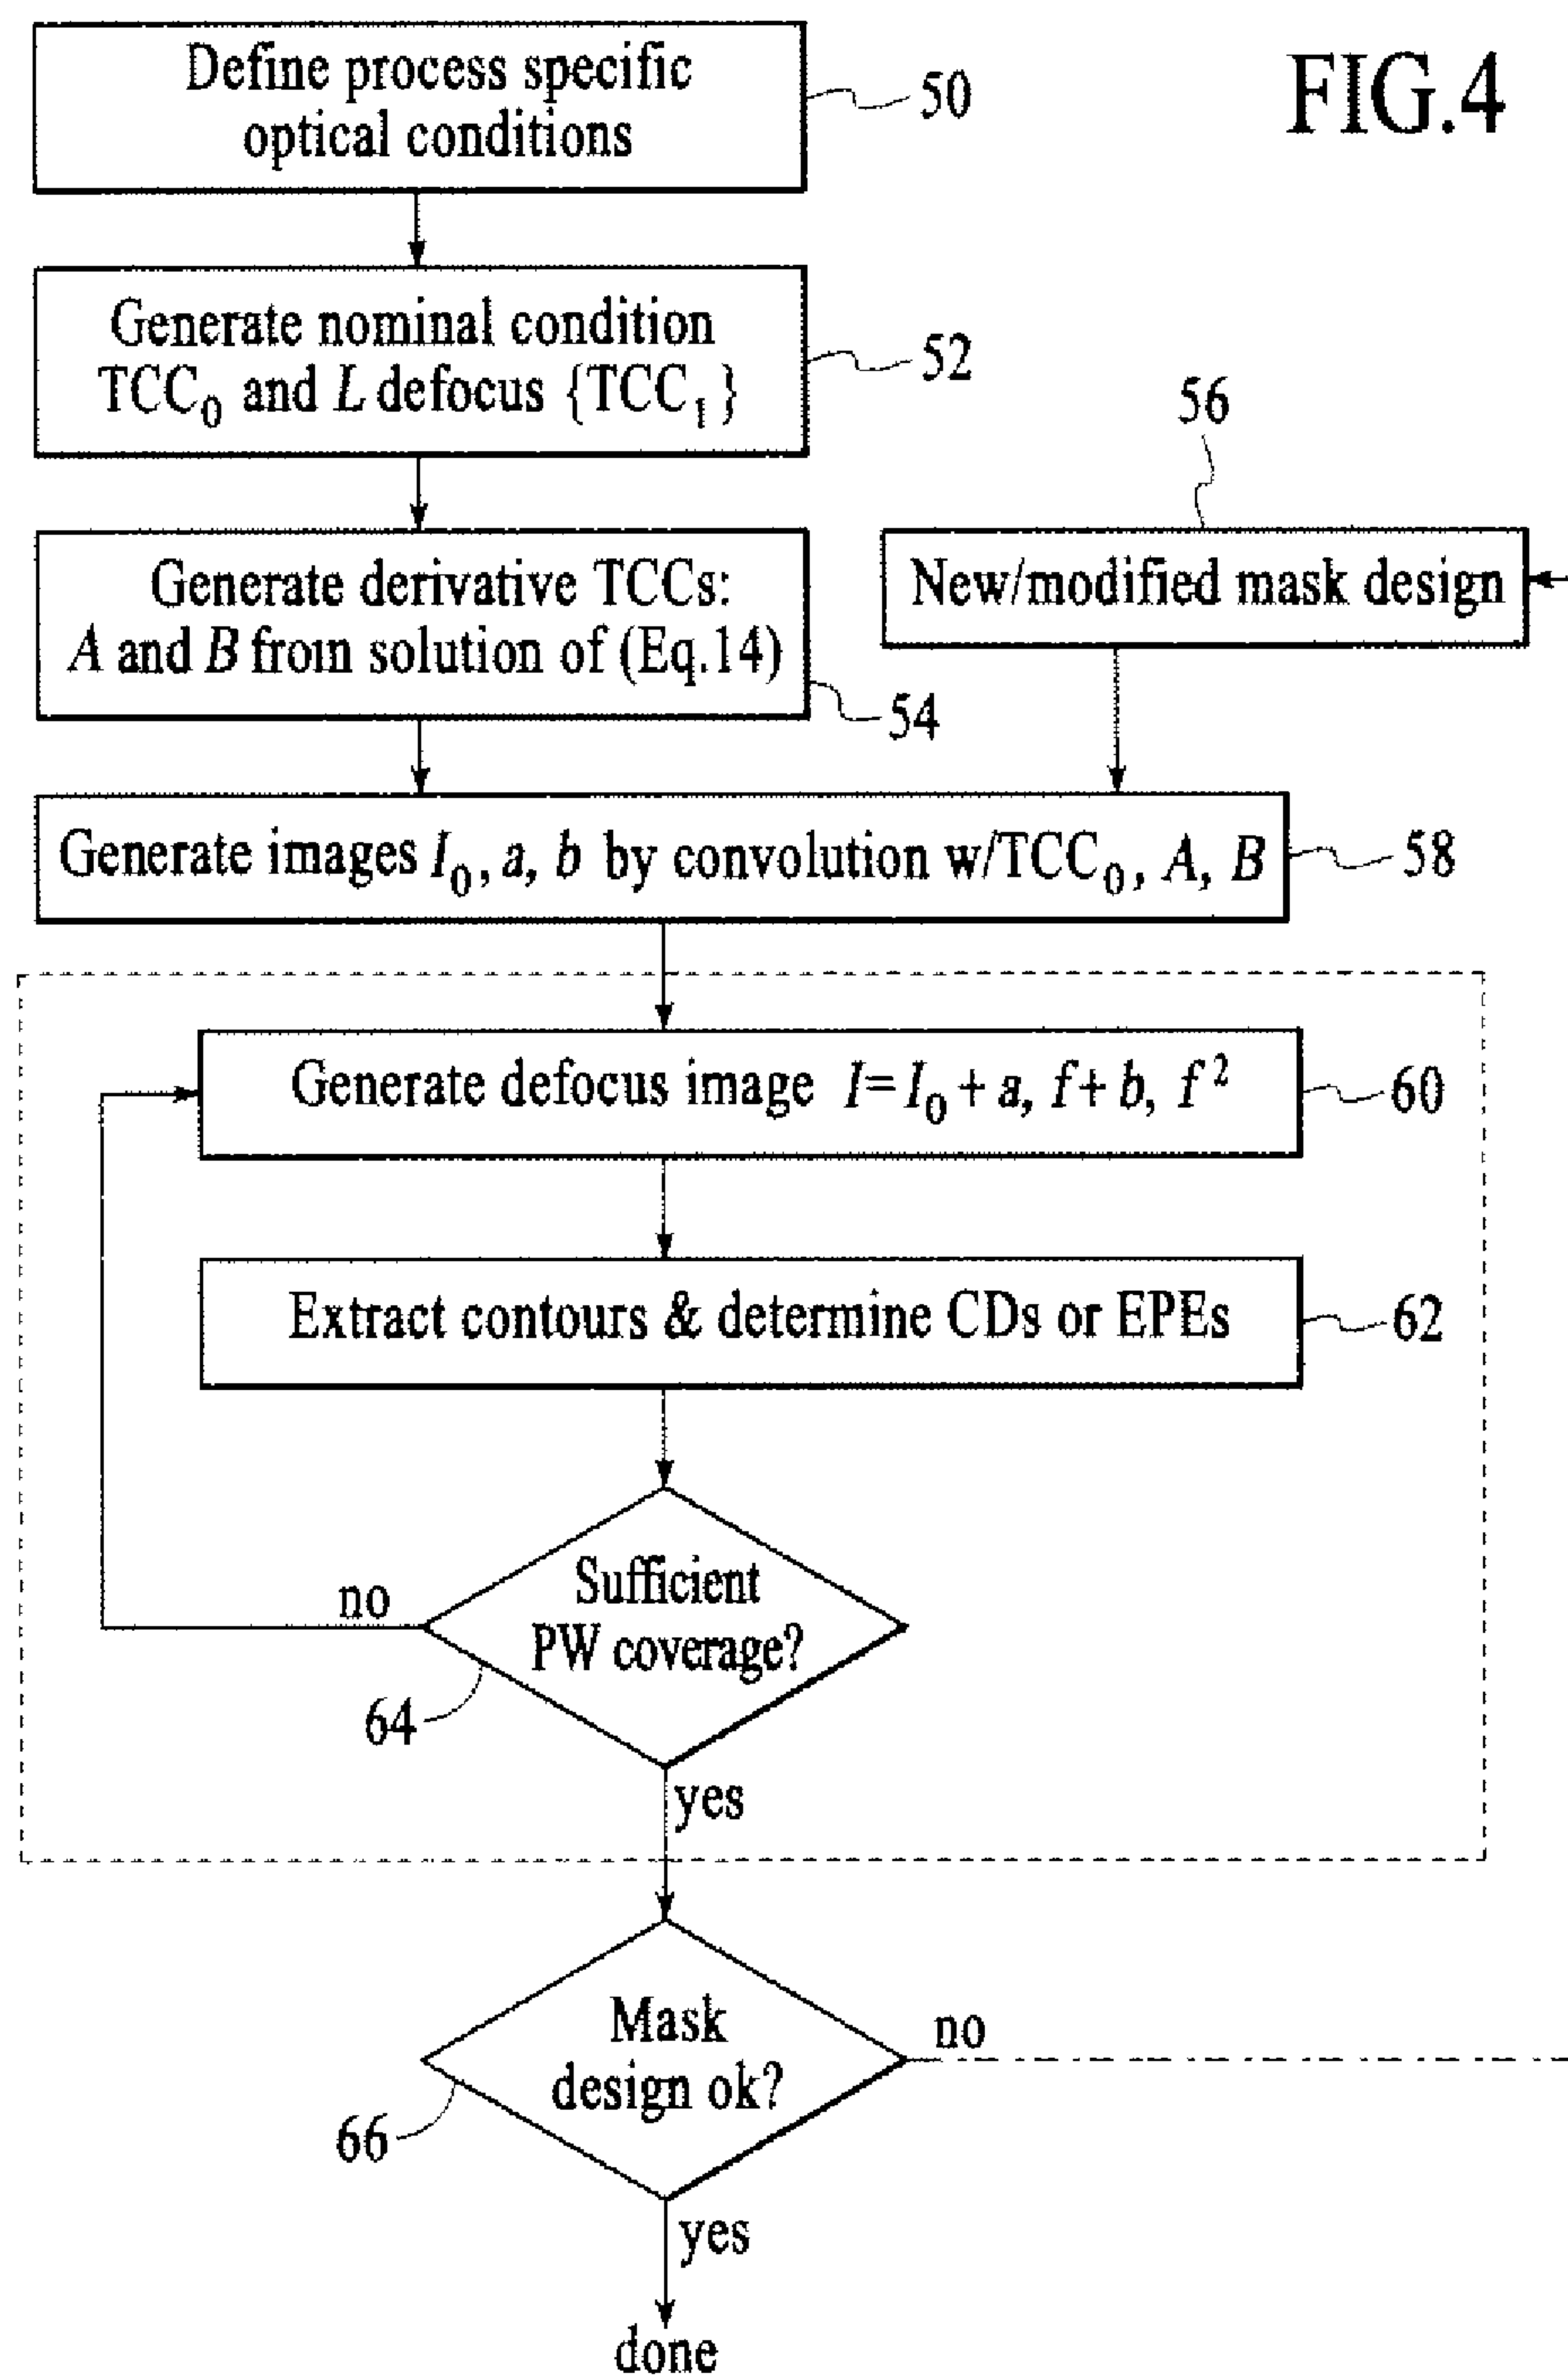 FIG.4
Define process specific
optical conditions
50
Generate nominal condition
TCC₀ and L defocus {TCC₁}
52
56
Generate derivative TCCs:
A and B from solution of (Eq.14)
54
New/modified mask design
Generate images I₀, a, b by convolution w/TCC₀, A, B
58
Generate defocus image I=I₀+a, f+b, f²
60
Extract contours & determine CDs or EPEs
62
Sufficient
PW coverage?
no
64
yes
Mask
design ok?
no
66
yes
done